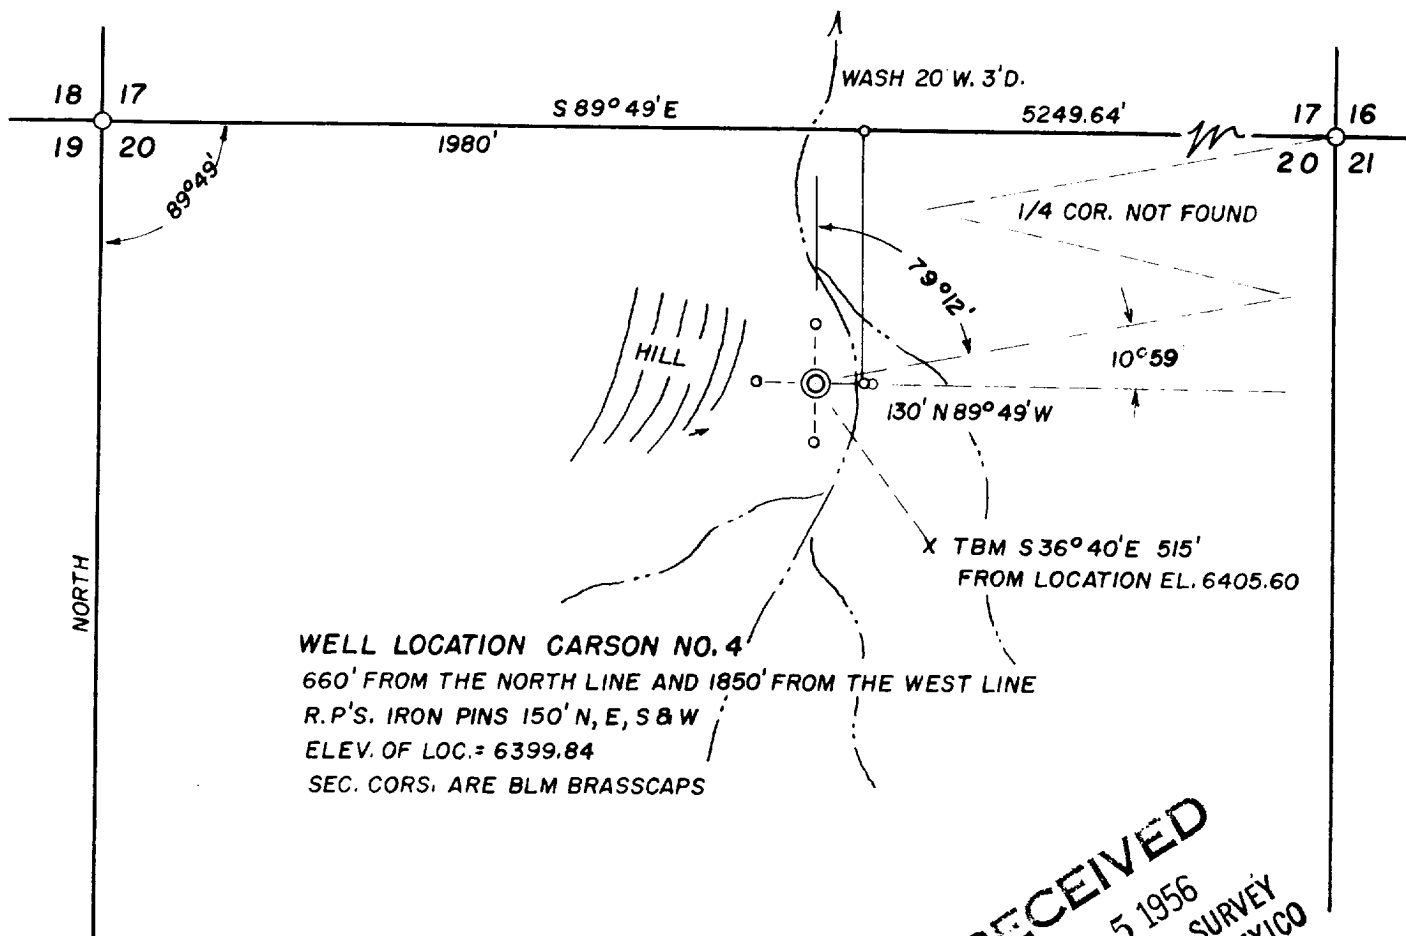 WASH 20'W. 3'D.
18 17
S 89° 49' E
5249.64'
17 16
19 20
1980'
20 21
89°49'
1/4 COR. NOT FOUND
79°12'
HILL
10°59'
130' N 89° 49' W
TBM S 36° 40' E 515'
FROM LOCATION EL. 6405.60
NORTH
WELL LOCATION CARSON NO. 4
660' FROM THE NORTH LINE AND 1850' FROM THE WEST LINE
R.P'S. IRON PINS 150' N, E, S & W
ELEV. OF LOC. = 6399.84
SEC. CORS. ARE BLM BRASSCAPS
RECEIVED
5 1956
SURVEY